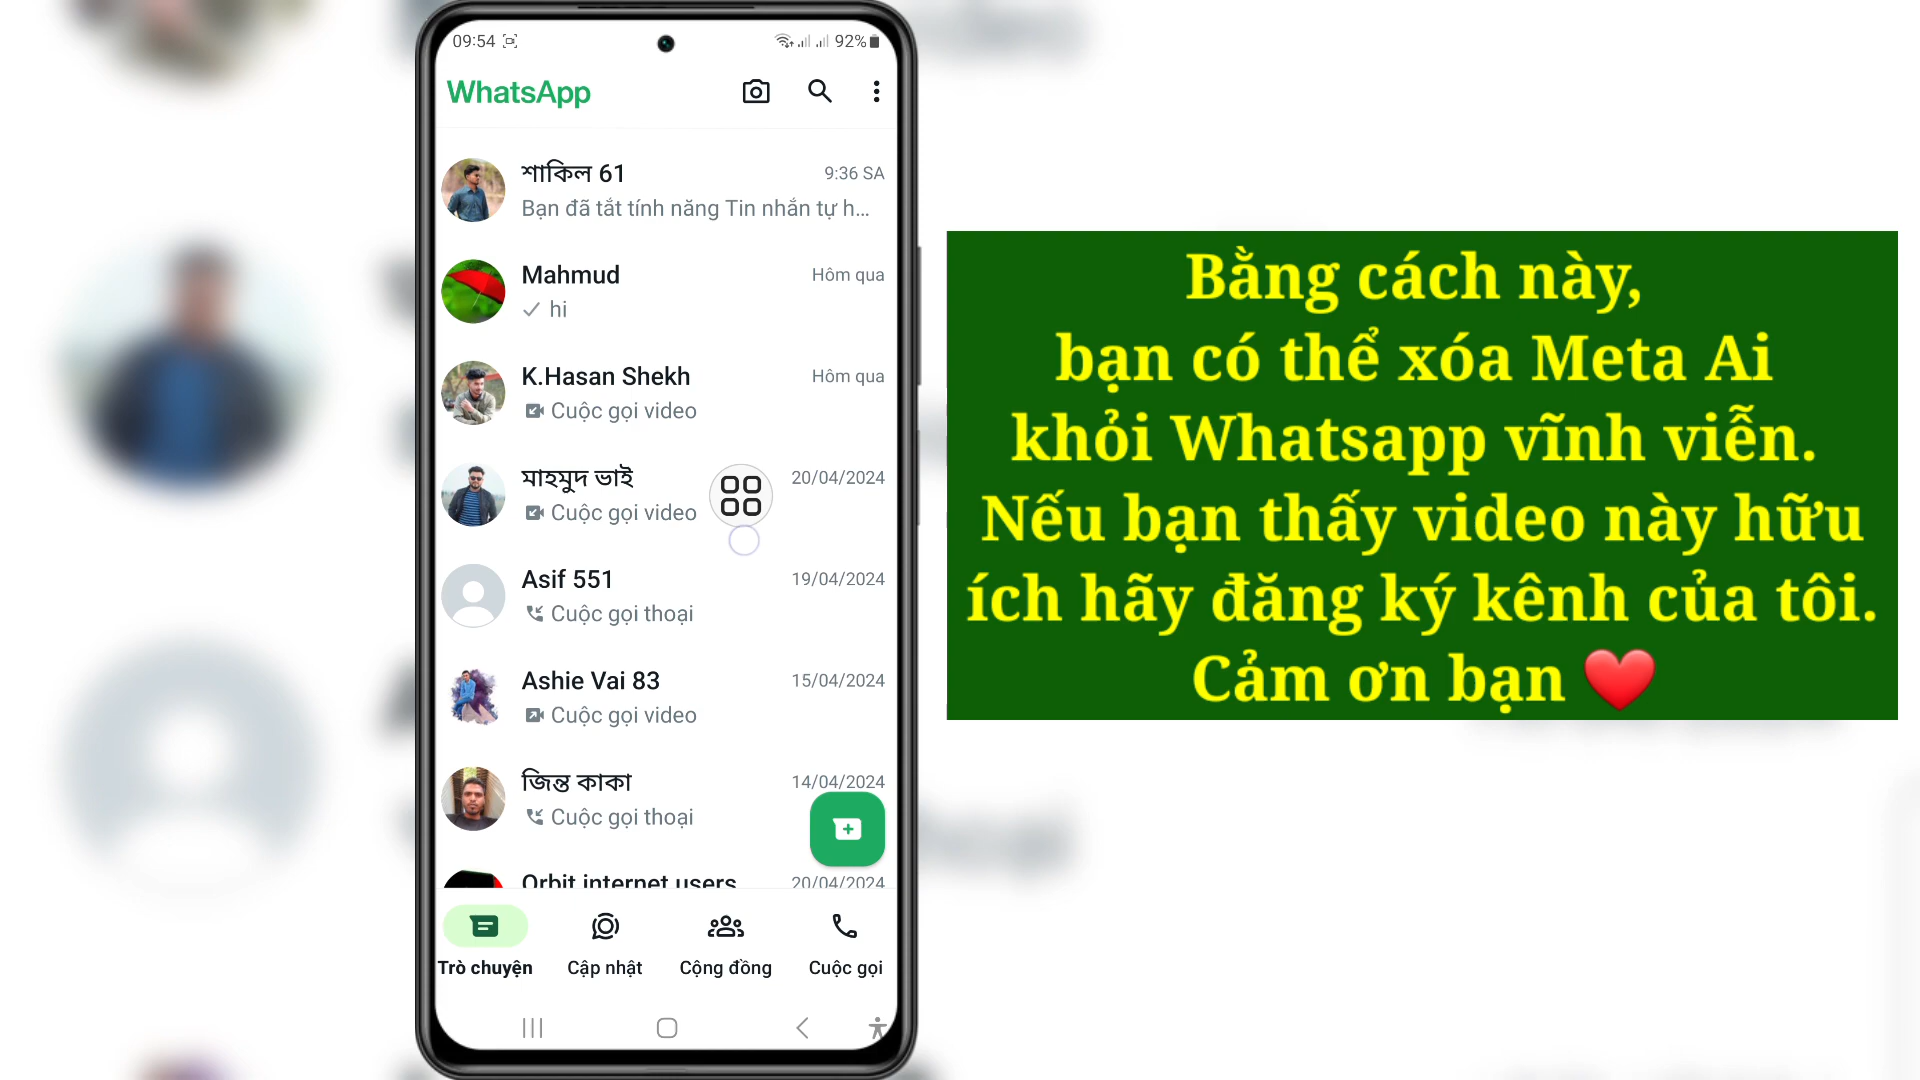 09:54
92%
WhatsApp
শাকিল 61
9:36 SA
Bạn đã tắt tính năng Tin nhắn tự h...
Mahmud
Hôm qua
hi
K.Hasan Shekh
Hôm qua
Cuộc gọi video
মাহমুদ ভাই
20/04/2024
Cuộc gọi video
Asif 551
19/04/2024
Cuộc gọi thoại
Ashie Vai 83
15/04/2024
Cuộc gọi video
জিন্ত কাকা
14/04/2024
Cuộc gọi thoại
Orbit internet users
20/04/2024
Trò chuyện
Cập nhật
Cộng đồng
Cuộc gọi
Bằng cách này,
bạn có thể xóa Meta Ai
khỏi Whatsapp vĩnh viễn.
Nếu bạn thấy video này hữu
ích hãy đăng ký kênh của tôi.
Cảm ơn bạn ❤️